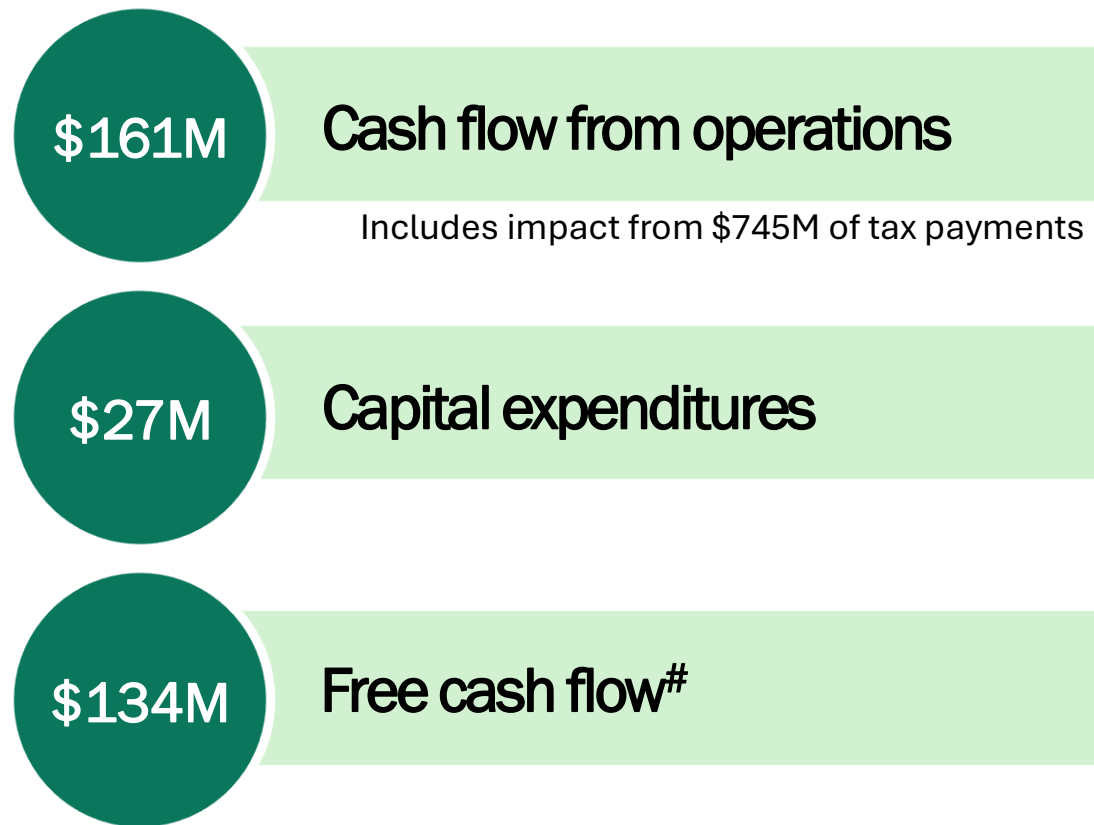 $161M
Cash flow from operations
Includes impact from $745M of tax payments
$27M
Capital expenditures
$134M
Free cash flow#